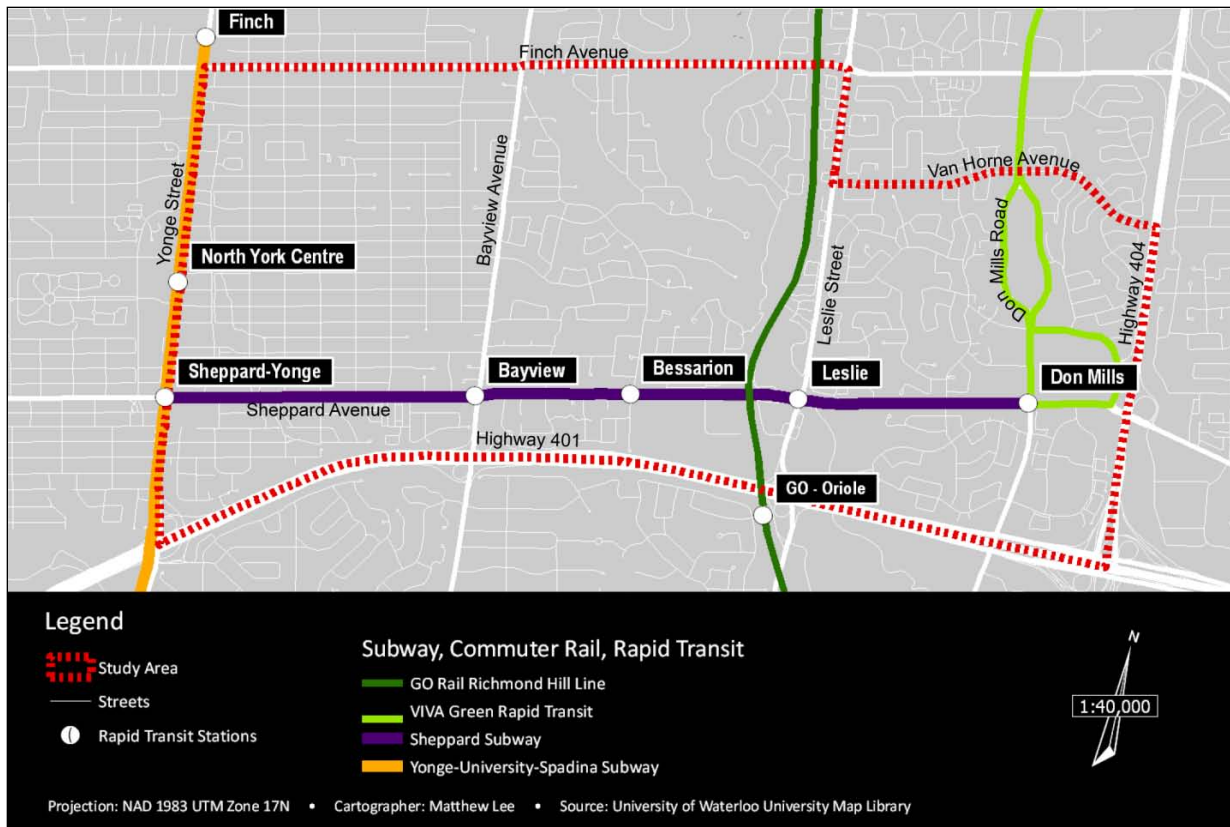 Finch
Finch Avenue
Yonge Street
Bayview Avenue
Van Horne Avenue
North York Centre
Leslie Street
Don Mills Road
Highway 404
Sheppard-Yonge
Bayview
Bessarion
Leslie
Don Mills
Sheppard Avenue
Highway 401
GO - Oriole
Legend
Study Area
Streets
Rapid Transit Stations
Subway, Commuter Rail, Rapid Transit
GO Rail Richmond Hill Line
VIVA Green Rapid Transit
Sheppard Subway
Yonge-University-Spadina Subway
N
1:40,000
Projection: NAD 1983 UTM Zone 17N • Cartographer: Matthew Lee • Source: University of Waterloo University Map Library